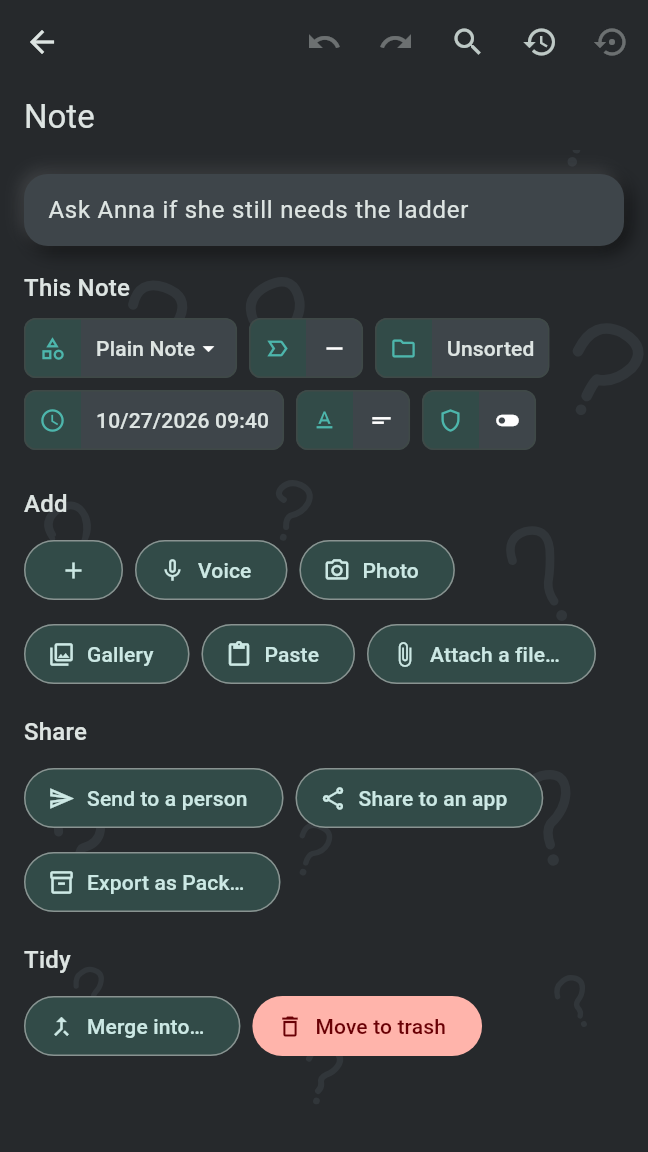 Note
Ask Anna if she still needs the ladder
This Note
Plain Note Unsorted
10/27/2026 09:40
Add
Voice Photo
Gallery Paste Attach a file...
Share
Send to a person Share to an app
Export as Pack...
Tidy
Merge into... Move to trash